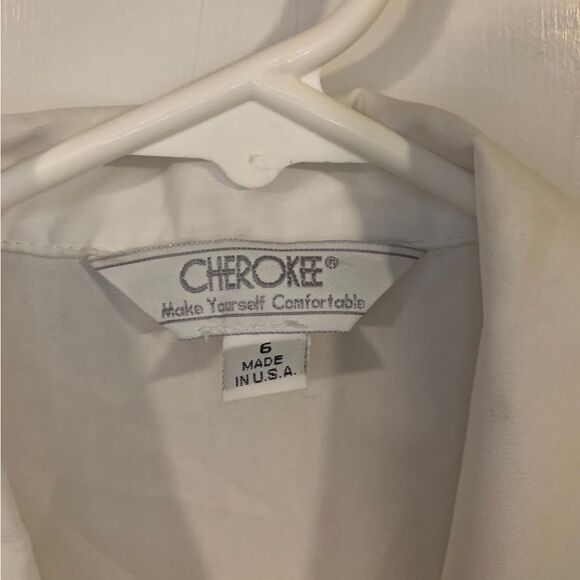 CHEROKEE®
Make Yourself Comfortable
6
MADE
IN U.S.A.